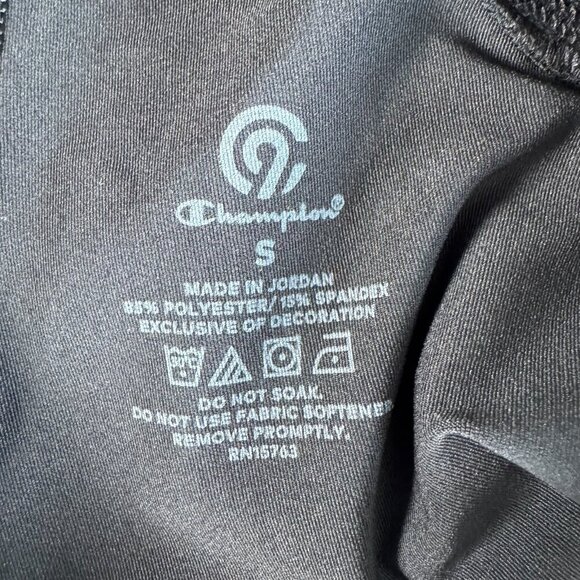 C9
Champion®
S
MADE IN JORDAN
85% POLYESTER/ 15% SPANDEX
EXCLUSIVE OF DECORATION
DO NOT SOAK.
DO NOT USE FABRIC SOFTENER
REMOVE PROMPTLY.
RN15763